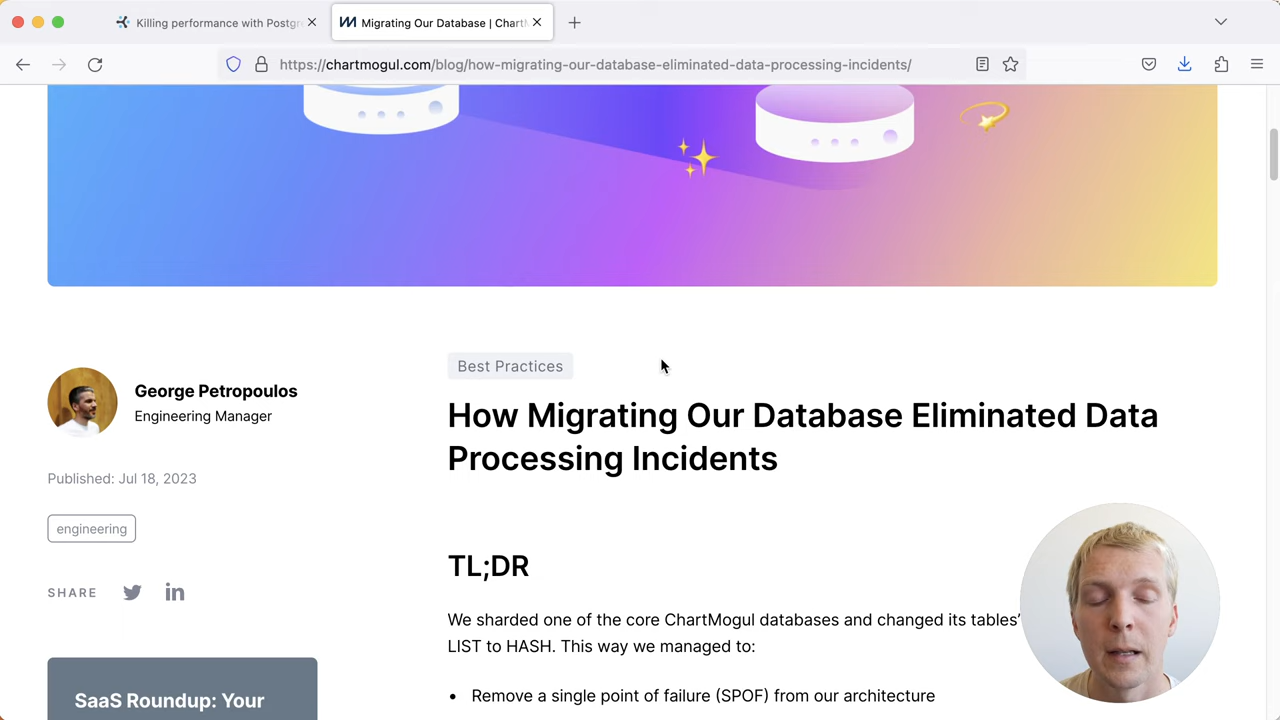 Killing performance with Postgr
Migrating Our Database | ChartM
https://chartmogul.com/blog/how-migrating-our-database-eliminated-data-processing-incidents/
Best Practices
George Petropoulos
Engineering Manager
How Migrating Our Database Eliminated Data
Processing Incidents
Published: Jul 18, 2023
engineering
SHARE
TL;DR
We sharded one of the core ChartMogul databases and changed its tables’
LIST to HASH. This way we managed to:
• Remove a single point of failure (SPOF) from our architecture
SaaS Roundup: Your